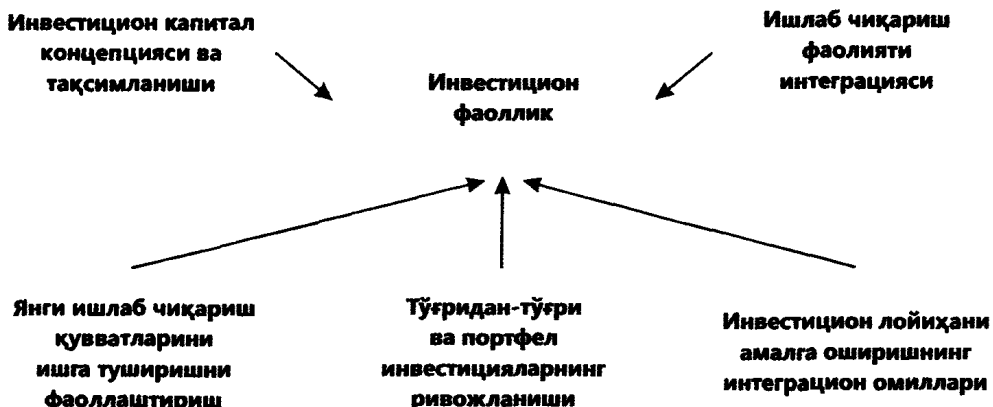 Инвестицион капитал
концепцияси ва
тақсимланиши
Инвестицион
фаоллик
Ишлаб чиқариш
фаолияти
интеграцияси
Янги ишлаб чиқариш
қувватларини
ишга туширишни
фаоллаштириш
Тўғридан-тўғри
ва портфел
инвестицияларнинг
ривожланиши
Инвестицион лойиҳани
амалга оширишнинг
интеграцион омиллари